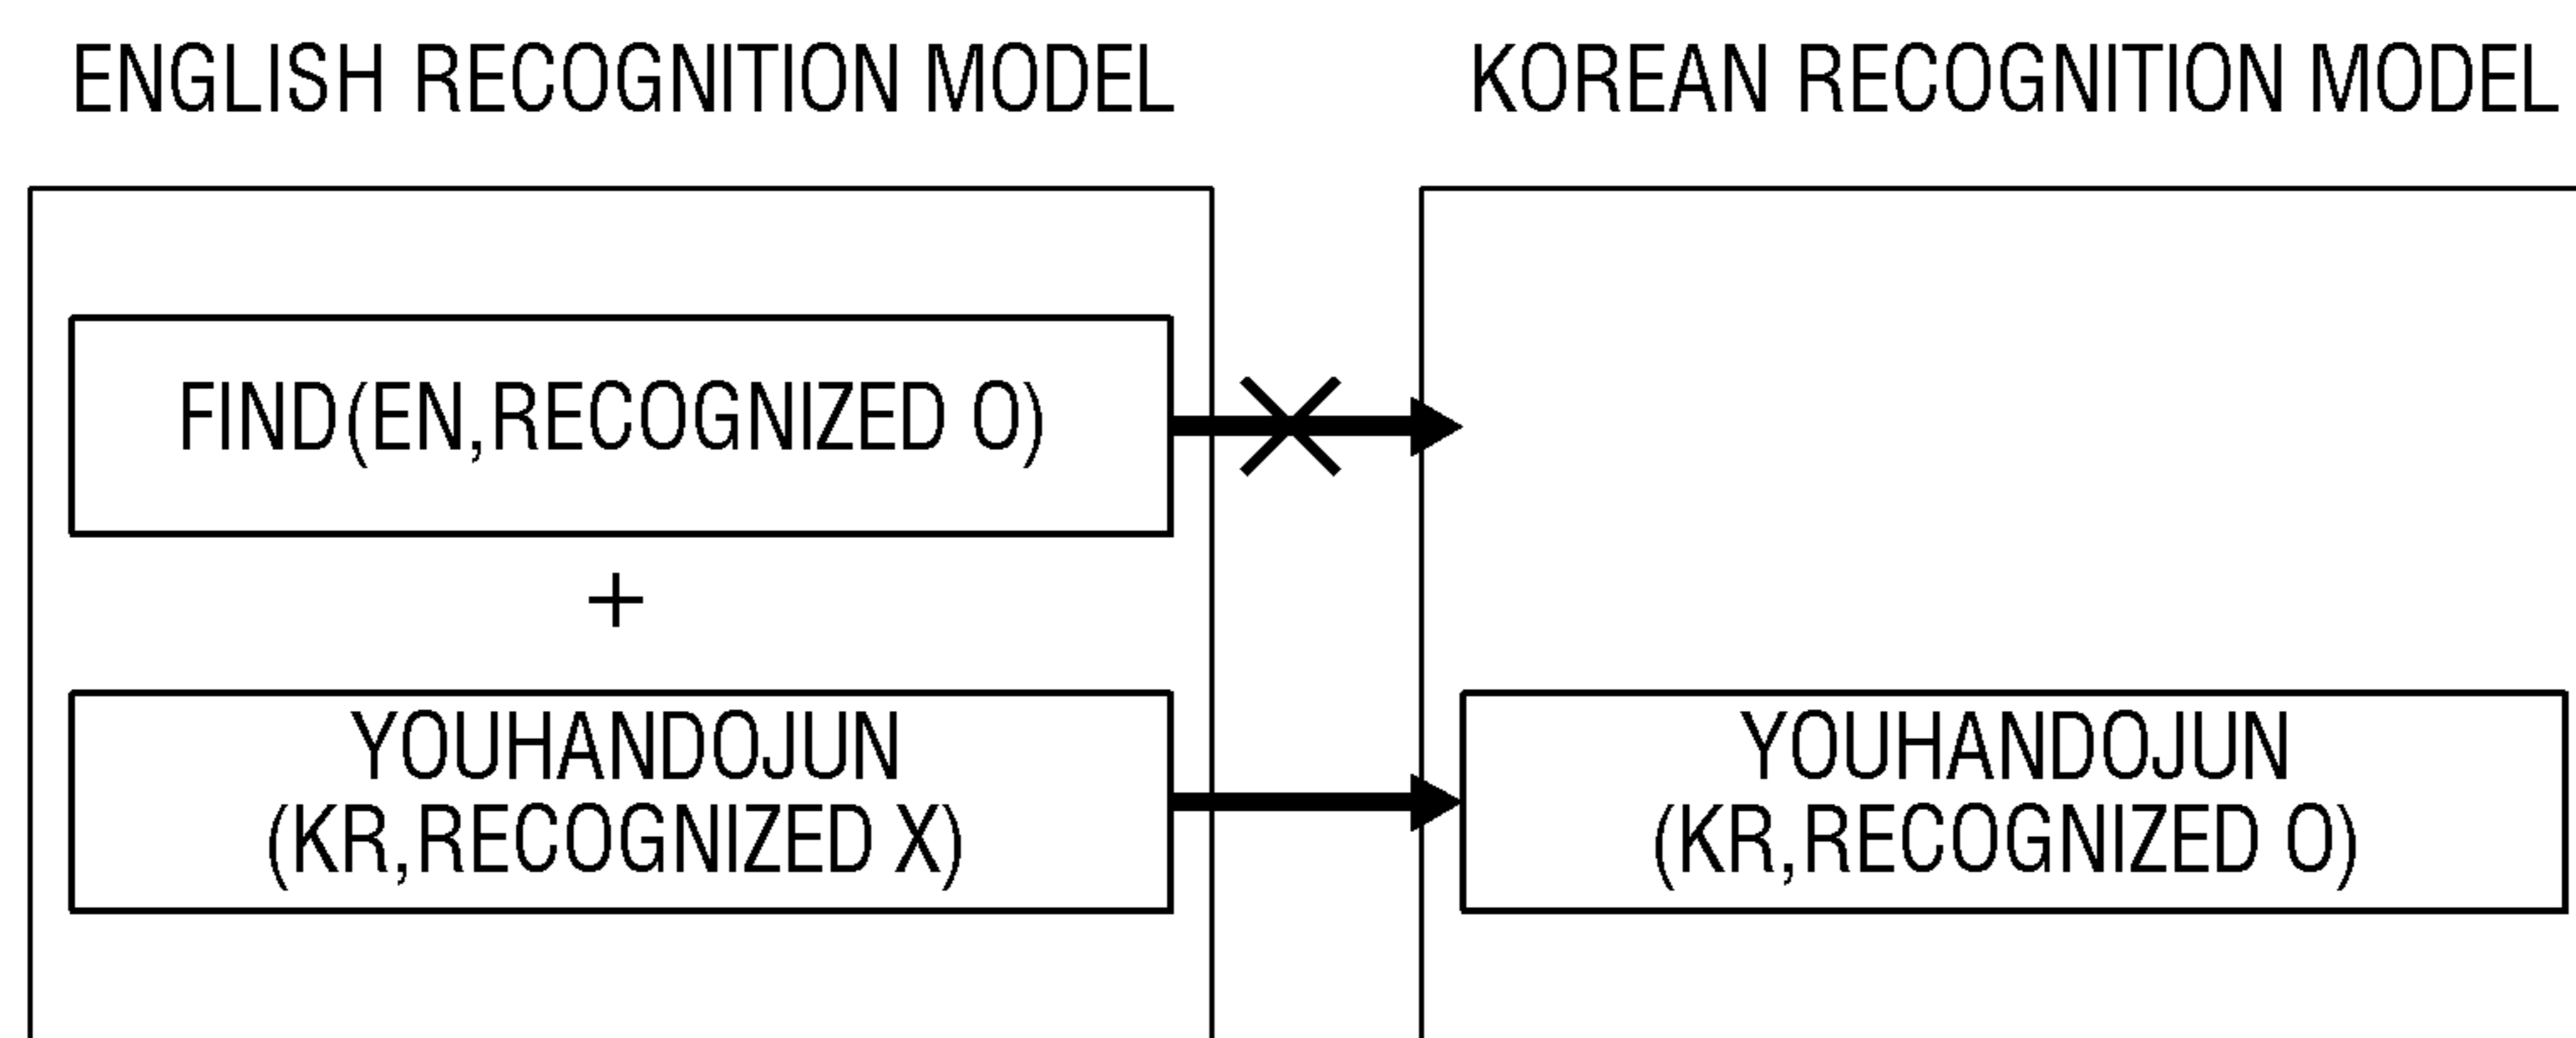 ENGLISH RECOGNITION MODEL
KOREAN RECOGNITION MODEL
FIND(EN,RECOGNIZED O)
+
YOUHANDOJUN
(KR,RECOGNIZED X)
YOUHANDOJUN
(KR,RECOGNIZED O)